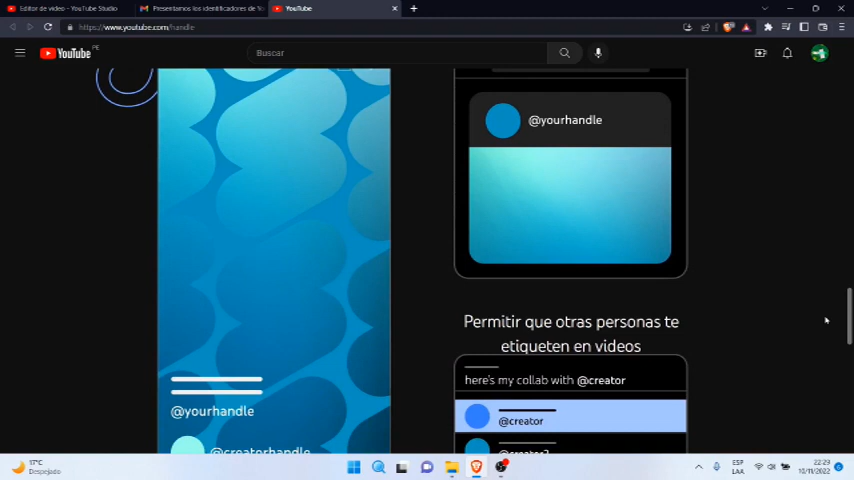 Editor de video - YouTube Studio
Presentamos los identificadores de Yo
YouTube
https://www.youtube.com/handle
YouTube PE
Buscar
@yourhandle
Permitir que otras personas te
etiqueten en videos
here's my collab with @creator
@creator
@creator2
@yourhandle
@creatorhandle
17°C
Despejado
ESP
LAA
22:29
10/11/2022